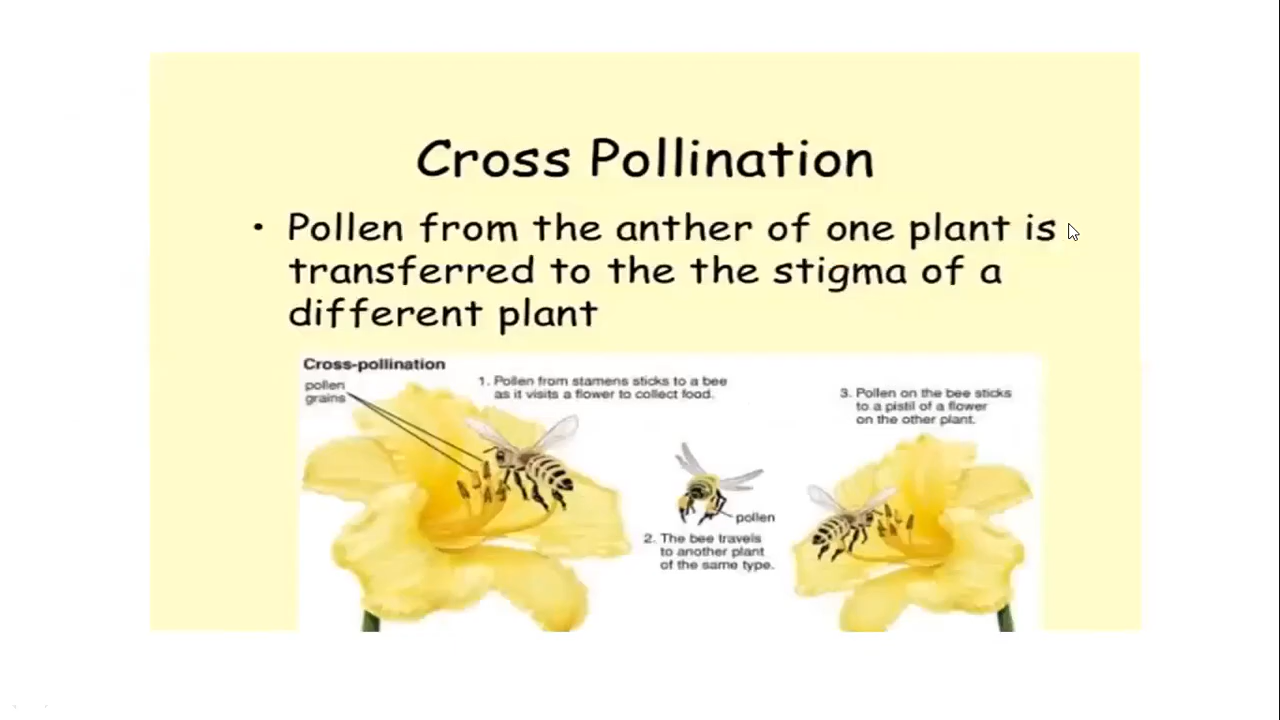 Cross Pollination
• Pollen from the anther of one plant is
transferred to the the stigma of a
different plant
Cross-pollination
pollen
grains
1. Pollen from stamens sticks to a bee
as it visits a flower to collect food.
3. Pollen on the bee sticks
to a pistil of a flower
on the other plant.
pollen
2. The bee travels
to another plant
of the same type.